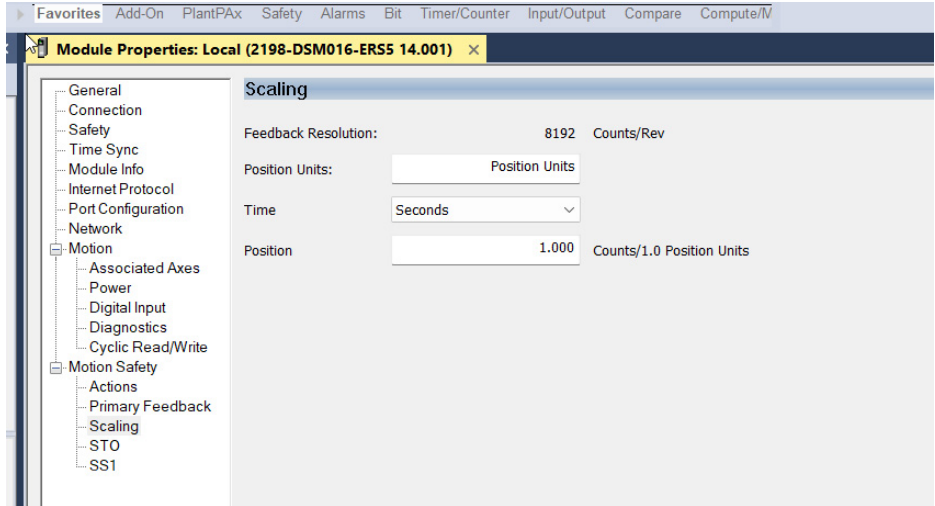 Favorites Add-On PlantPAx Safety Alarms Bit Timer/Counter Input/Output Compare Compute/M
Module Properties: Local (2198-DSM016-ERS5 14.001) ×
General
Connection
Safety
Time Sync
Module Info
Internet Protocol
Port Configuration
Network
Motion
Associated Axes
Power
Digital Input
Diagnostics
Cyclic Read/Write
Motion Safety
Actions
Primary Feedback
Scaling
STO
SS1
Scaling
Feedback Resolution: 8192 Counts/Rev
Position Units: Position Units
Time Seconds
Position 1.000 Counts/1.0 Position Units